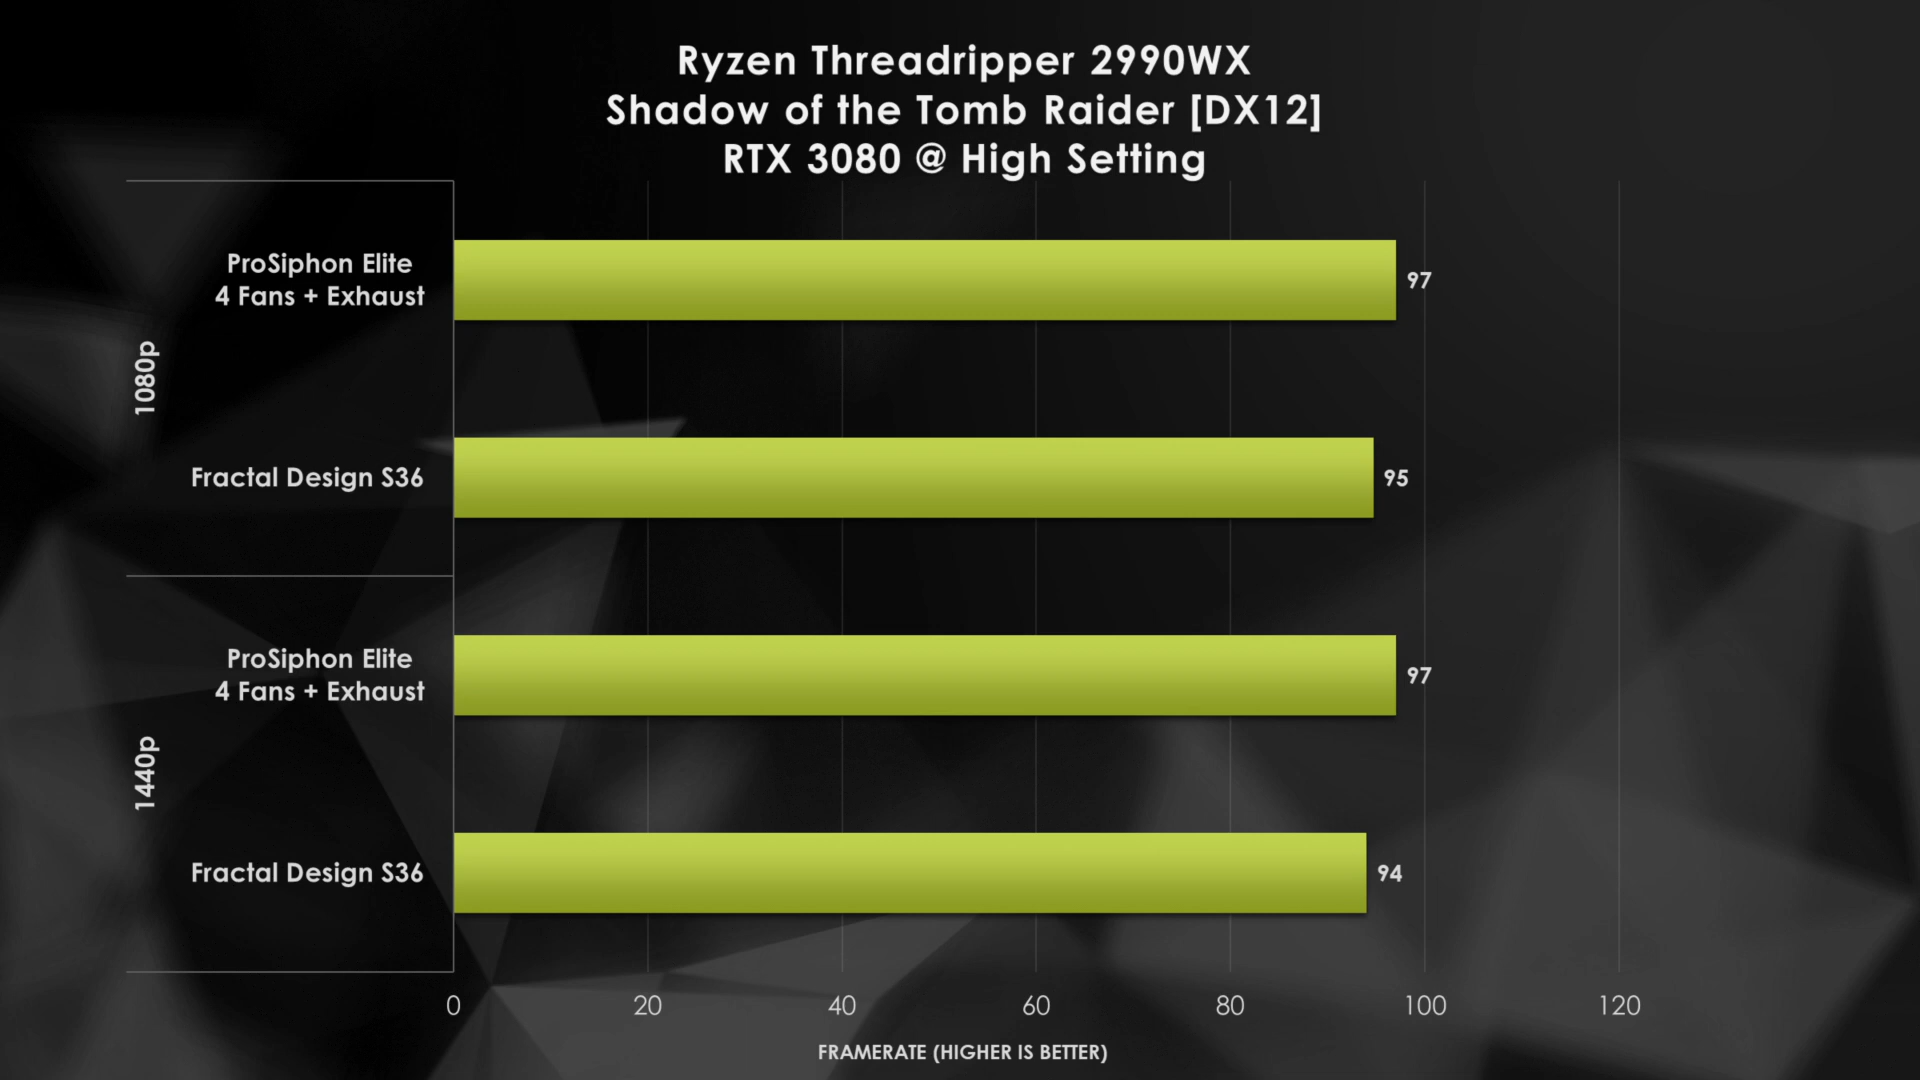 Ryzen Threadripper 2990WX
Shadow of the Tomb Raider [DX12]
RTX 3080 @ High Setting
1080p
ProSiphon Elite
4 Fans + Exhaust
97
Fractal Design S36
95
1440p
ProSiphon Elite
4 Fans + Exhaust
97
Fractal Design S36
94
0 20 40 60 80 100 120
FRAMERATE (HIGHER IS BETTER)